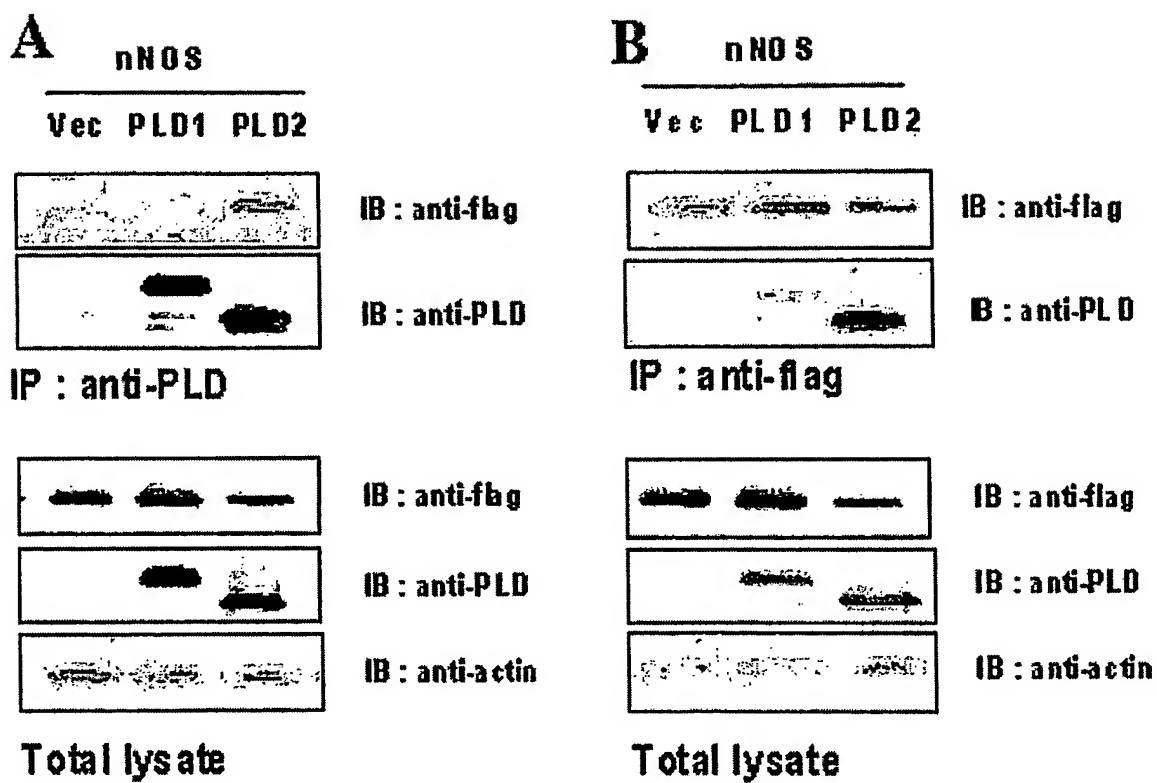 A
nNOS
Vec PLD1 PLD2
IB : anti-flag
IB : anti-PLD
IP : anti-PLD
IB : anti-flag
IB : anti-PLD
IB : anti-actin
Total lysate
B
nNOS
Vec PLD1 PLD2
IB : anti-flag
IB : anti-PLD
IP : anti-flag
IB : anti-flag
IB : anti-PLD
IB : anti-actin
Total lysate